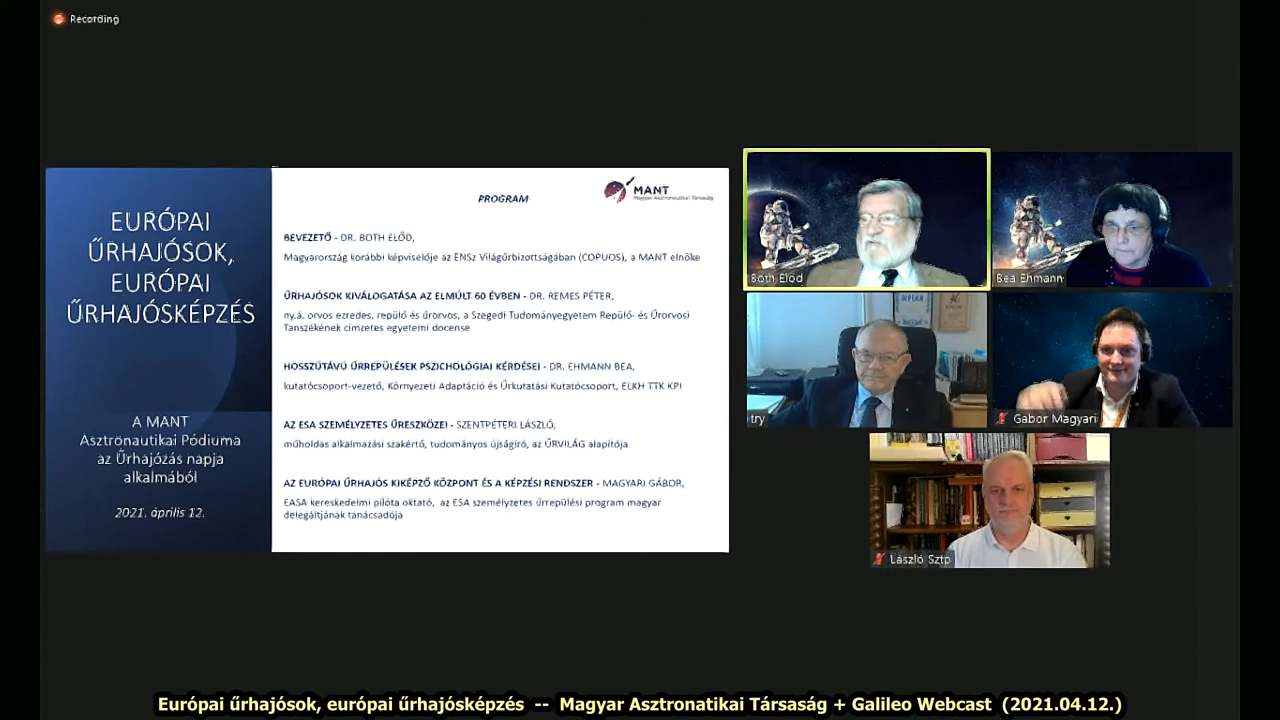 Recording
EURÓPAI
ŰRHAJÓSOK,
EURÓPAI
ŰRHAJÓSKÉPZÉS
A MANT
Asztronautikai Pódiuma
az Űrhajózás napja
alkalmából
2021. április 12.
PROGRAM
MANT
Magyar Asztronautikai Társaság
BEVEZETŐ - DR. BOTH ELŐD,
Magyarország korábbi képviselője az ENSz Világűrbizottságában (COPUOS), a MANT elnöke
ŰRHAJÓSOK KIVÁLOGATÁSA AZ ELMÚLT 60 ÉVBEN - DR. REMES PÉTER,
ny.á. orvos ezredes, repülő és űrorvos, a Szegedi Tudományegyetem Repülő- és Űrorvosi
Tanszékének címzetes egyetemi docense
HOSSZÚTÁVÚ ŰRREPÜLÉSEK PSZICHOLÓGIAI KÉRDÉSEI - DR. EHMANN BEA,
kutatócsoport-vezető, Környezeti Adaptáció és Űrkutatási Kutatócsoport, ELKH TTK KPI
AZ ESA SZEMÉLYZETES ŰRESZKÖZEI - SZENTPÉTERI LÁSZLÓ,
műholdas alkalmazási szakértő, tudományos újságíró, az ŰRVILÁG alapítója
AZ EURÓPAI ŰRHAJÓS KIKÉPZŐ KÖZPONT ÉS A KÉPZÉSI RENDSZER - MAGYARI GÁBOR,
EASA kereskedelmi pilóta oktató, az ESA személyzetes űrrepülési program magyar
delegáltjának tanácsadója
Both Előd
Bea Ehmann
try
Gabor Magyari
László Sztp
Európai űrhajósok, európai űrhajósképzés -- Magyar Asztronatikai Társaság + Galileo Webcast (2021.04.12.)